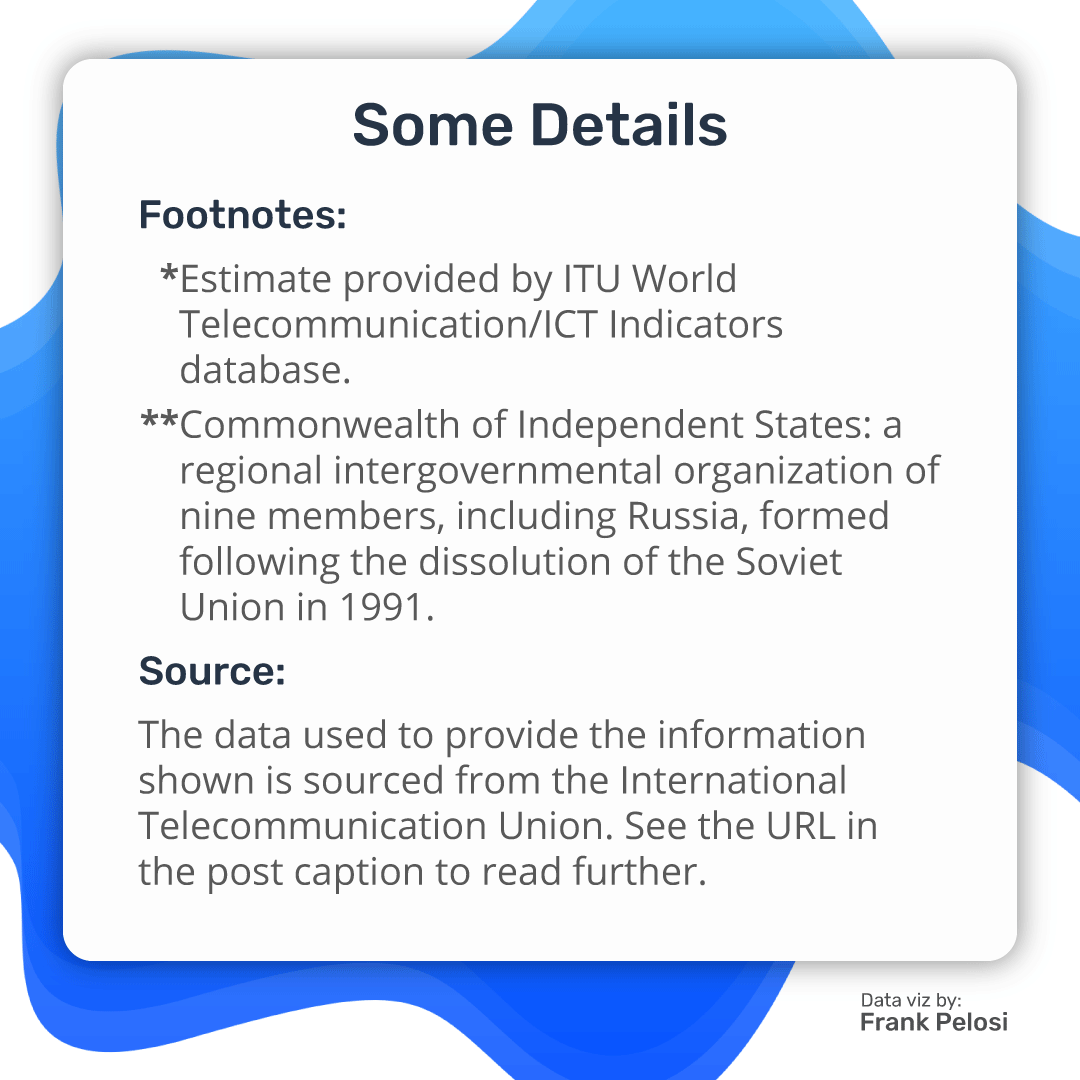 Some Details
Footnotes:
*Estimate provided by ITU World
Telecommunication/ICT Indicators
database.
**Commonwealth of Independent States: a
regional intergovernmental organization of
nine members, including Russia, formed
following the dissolution of the Soviet
Union in 1991.
Source:
The data used to provide the information
shown is sourced from the International
Telecommunication Union. See the URL in
the post caption to read further.
Data viz by:
Frank Pelosi